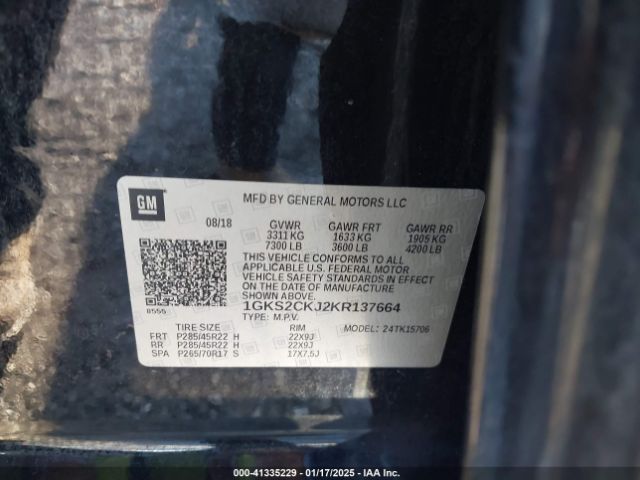 GM
MFD BY GENERAL MOTORS LLC
08/18
GVWR GAWR FRT GAWR RR
3311 KG 1633 KG 1905 KG
7300 LB 3600 LB 4200 LB
THIS VEHICLE CONFORMS TO ALL
APPLICABLE U.S. FEDERAL MOTOR
VEHICLE SAFETY STANDARDS IN EFFECT
ON THE DATE OF MANUFACTURE
SHOWN ABOVE.
1GKS2CKJ2KR137664
8555
TYPE: M.P.V.
MODEL: 24TK15706
TIRE SIZE RIM
FRT P285/45R22 H 22X9J
RR P285/45R22 H 22X9J
SPA P265/70R17 S 17X7.5J
00-41335229 - 01/17/2025 - IAA Inc.